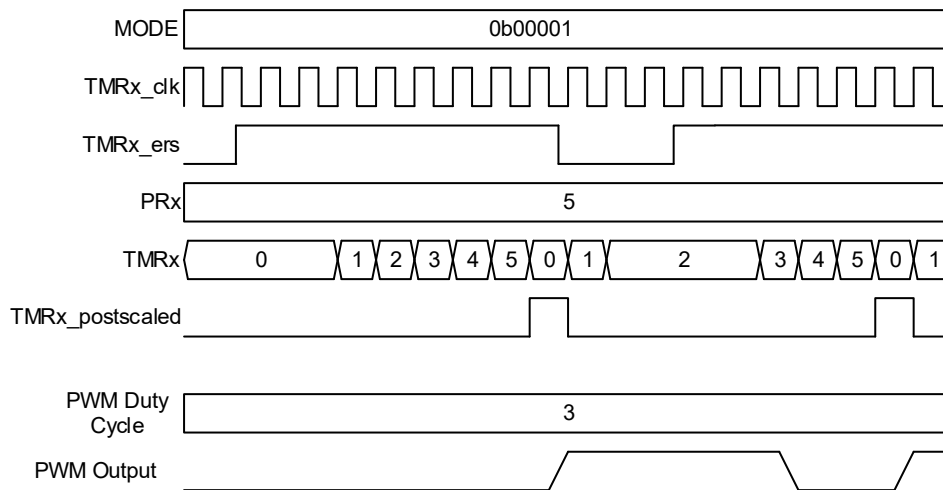 MODE 0b00001
TMRx_clk
TMRx_ers
PRx 5
TMRx 0 1 2 3 4 5 0 1 2 3 4 5 0 1
TMRx_postscaled
PWM Duty
Cycle 3
PWM Output